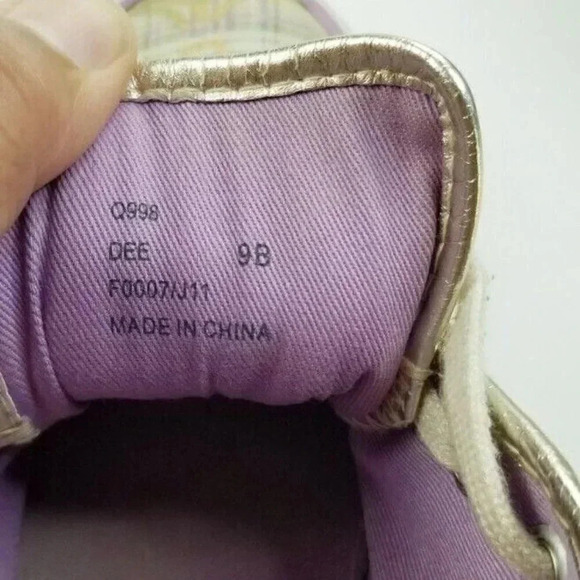 Q998
DEE 9B
F0007/J11
MADE IN CHINA